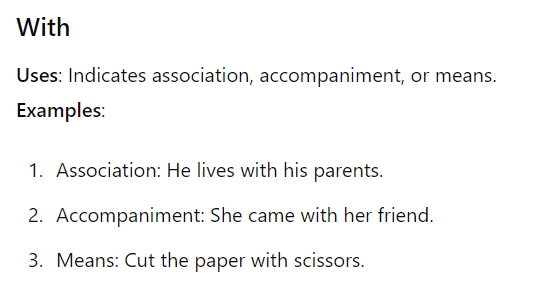 With
Uses: Indicates association, accompaniment, or means.
Examples:
1. Association: He lives with his parents.
2. Accompaniment: She came with her friend.
3. Means: Cut the paper with scissors.